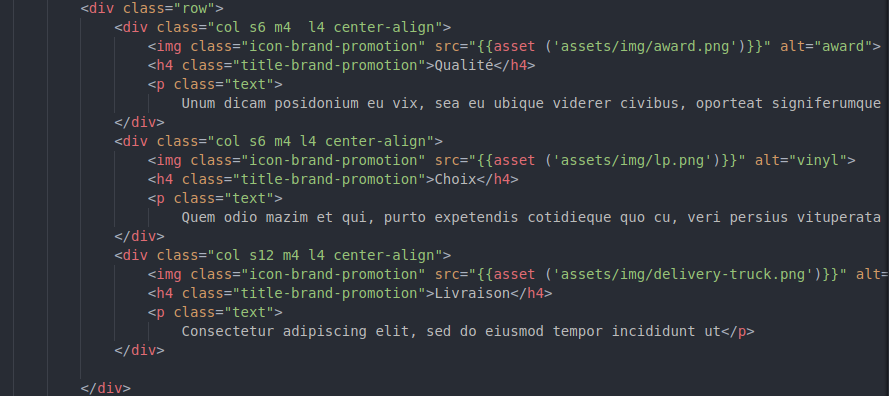 <div class="row">
<div class="col s6 m4  l4 center-align">
<img class="icon-brand-promotion" src="{{asset ('assets/img/award.png')}}" alt="award">
<h4 class="title-brand-promotion">Qualité</h4>
<p class="text">
Unum dicam posidonium eu vix, sea eu ubique viderer civibus, oporteat signiferumque
</div>
<div class="col s6 m4 l4 center-align">
<img class="icon-brand-promotion" src="{{asset ('assets/img/lp.png')}}" alt="vinyl">
<h4 class="title-brand-promotion">Choix</h4>
<p class="text">
Quem odio mazim et qui, purto expetendis cotidieque quo cu, veri persius vituperata
</div>
<div class="col s12 m4 l4 center-align">
<img class="icon-brand-promotion" src="{{asset ('assets/img/delivery-truck.png')}}" alt=
<h4 class="title-brand-promotion">Livraison</h4>
<p class="text">
Consectetur adipiscing elit, sed do eiusmod tempor incididunt ut</p>
</div>
</div>